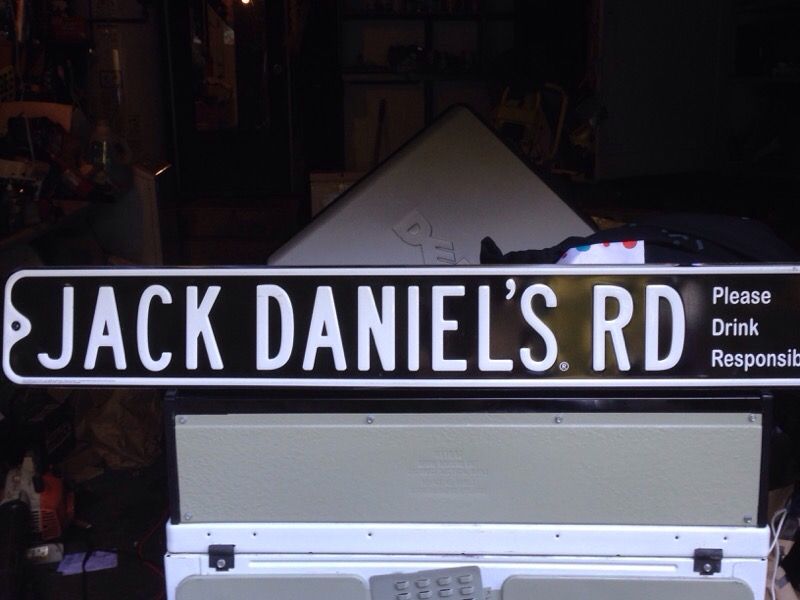 JACK DANIEL'S® RD
Please
Drink
Responsib